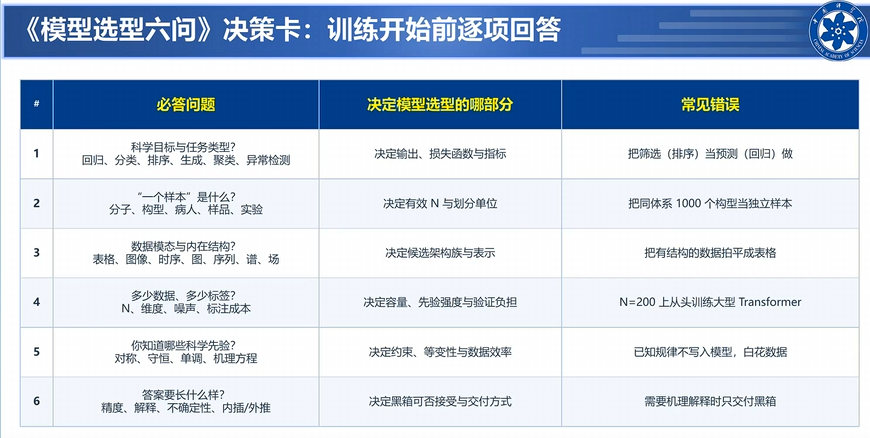 《模型选型六问》决策卡：训练开始前逐项回答
# 必答问题 决定模型选型的哪部分 常见错误
1 科学目标与任务类型？
回归、分类、排序、生成、聚类、异常检测 决定输出、损失函数与指标 把筛选（排序）当预测（回归）做
2 “一个样本”是什么？
分子、构型、病人、样品、实验 决定有效 N 与划分单位 把同体系 1000 个构型当独立样本
3 数据模态与内在结构？
表格、图像、时序、图、序列、谱、场 决定候选架构族与表示 把有结构的数据拍平成表格
4 多少数据、多少标签？
N、维度、噪声、标注成本 决定容量、先验强度与验证负担 N=200 上从头训练大型 Transformer
5 你知道哪些科学先验？
对称、守恒、单调、机理方程 决定约束、等变性与数据效率 已知规律不写入模型，白花数据
6 答案要长什么样？
精度、解释、不确定性、内插/外推 决定黑箱可否接受与交付方式 需要机理解释时只交付黑箱